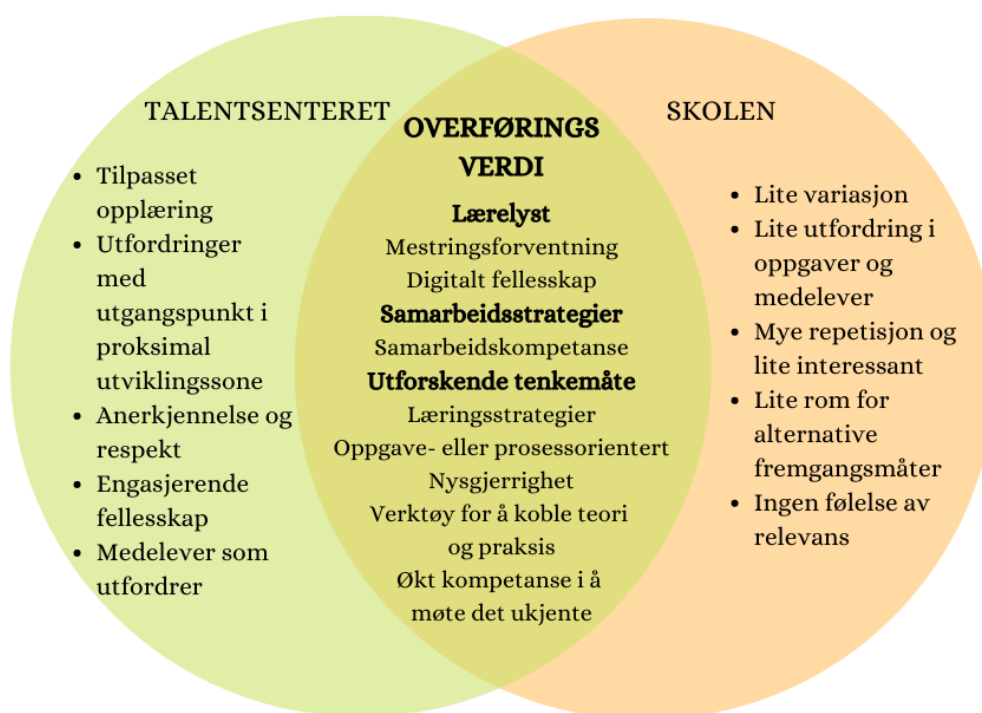 TALENTSENTERET
• Tilpasset
opplæring
• Utfordringer
med
utgangspunkt i
proksimal
utviklingssone
• Anerkjennelse og
respekt
• Engasjerende
fellesskap
• Medelever som
utfordrer
OVERFØRINGS
VERDI
Lærelyst
Mestringsforventning
Digitalt fellesskap
Samarbeidsstrategier
Samarbeidskompetanse
Utforskende tenkemåte
Læringsstrategier
Oppgave- eller prosessorientert
Nysgjerrighet
Verktøy for å koble teori
og praksis
Økt kompetanse i å
møte det ukjente
SKOLEN
• Lite variasjon
• Lite utfordring i
oppgaver og
medelever
• Mye repetisjon og
lite interessant
• Lite rom for
alternative
fremgangsmåter
• Ingen følelse av
relevans